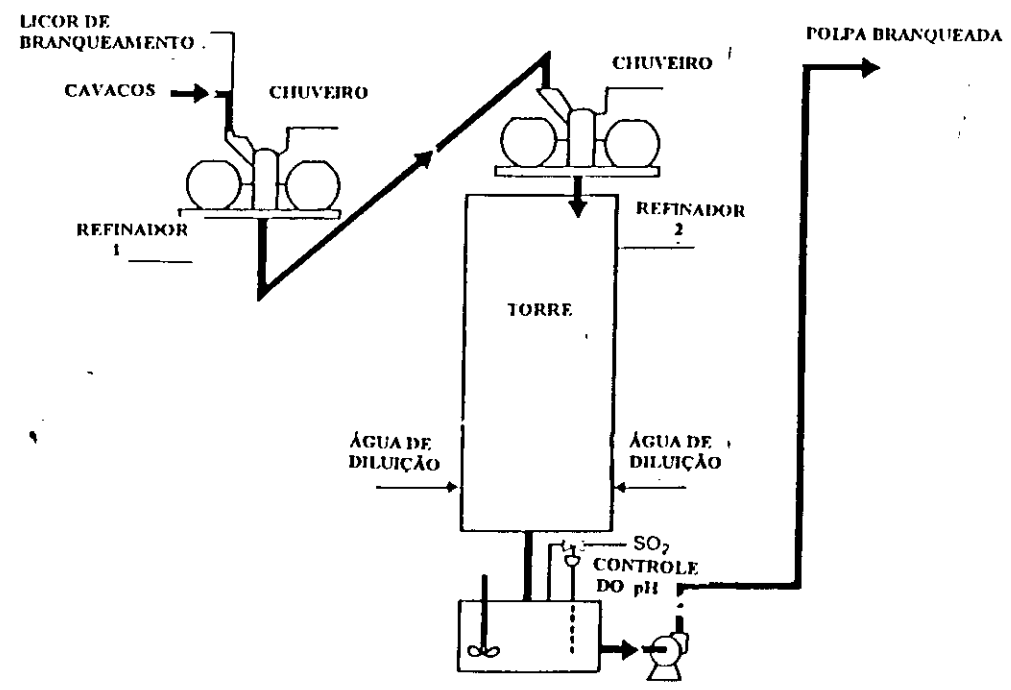 LICOR DE
BRANQUEAMENTO
CAVACOS
CHUVEIRO
CHUVEIRO
POLPA BRANQUEADA
REFINADOR
1
REFINADOR
2
TORRE
ÁGUA DE
DILUIÇÃO
ÁGUA DE
DILUIÇÃO
SO₂
CONTROLE
DO pH